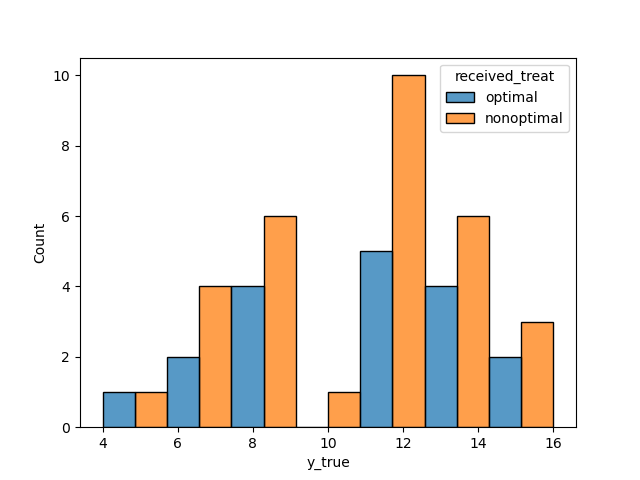 received_treat
optimal
nonoptimal
10
8
6
4
2
0
Count
4 6 8 10 12 14 16
y_true